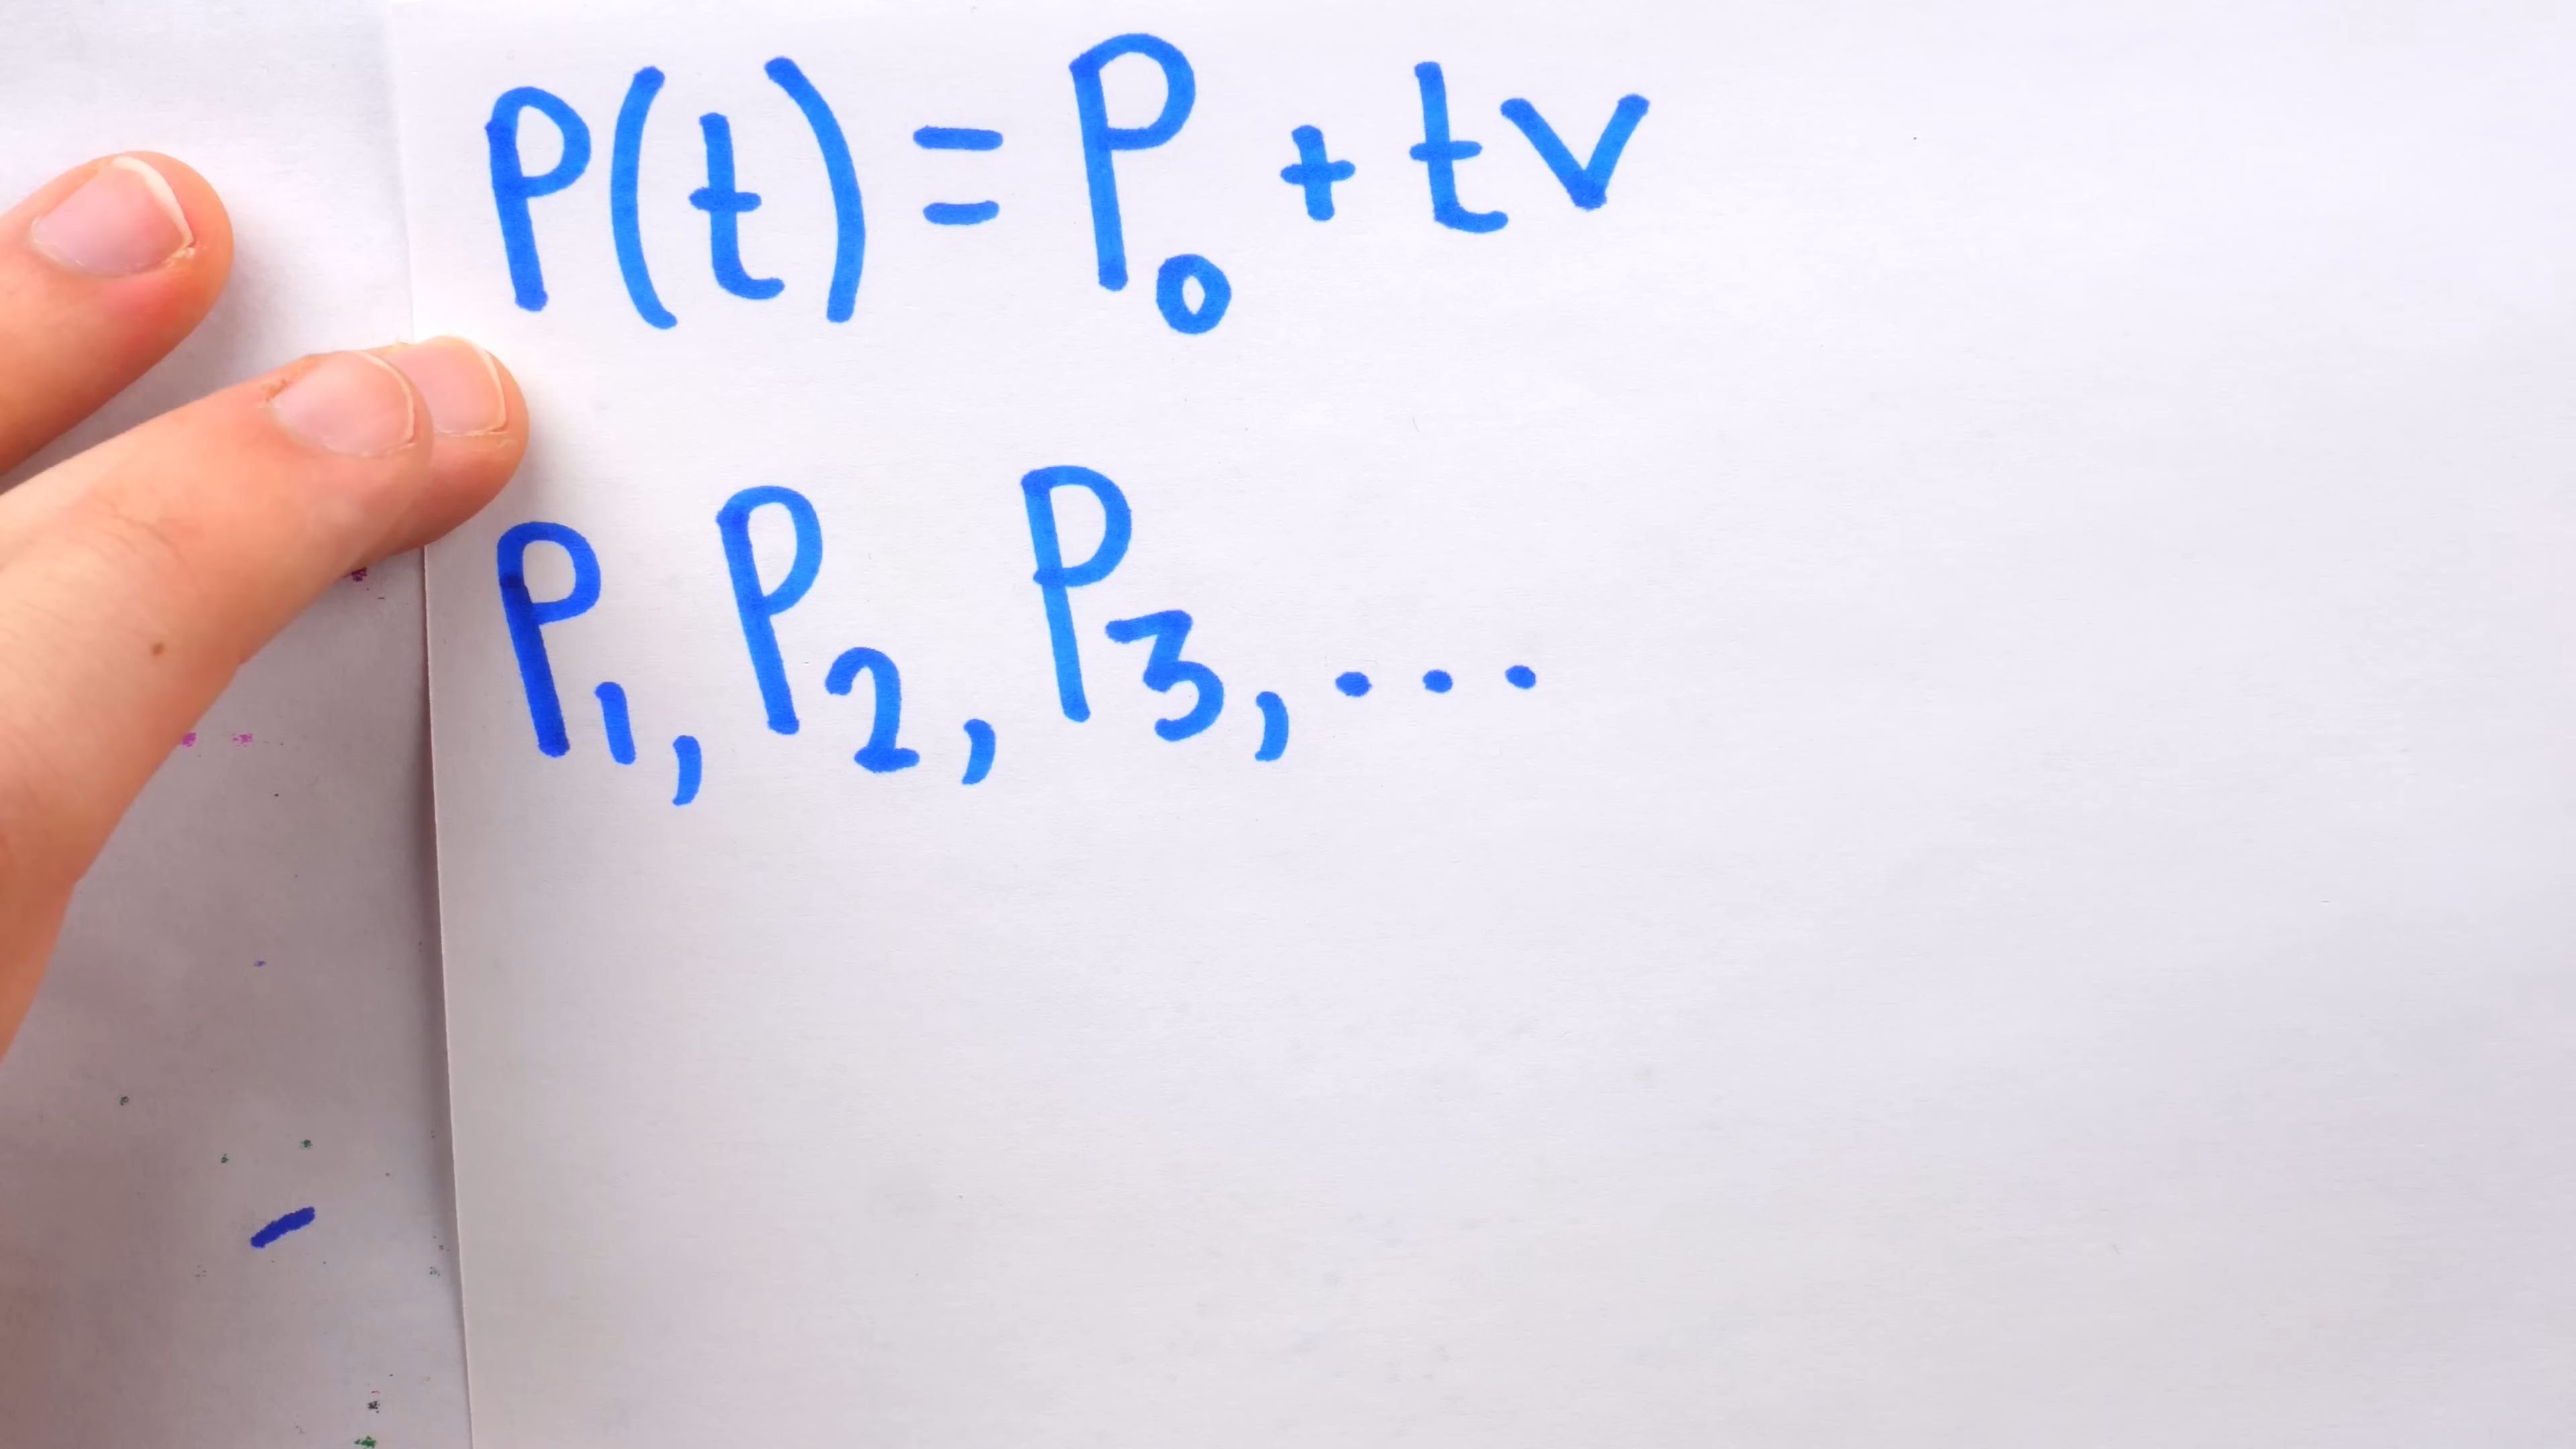 P(t) = P₀ + tv
P₁, P₂, P₃, ...